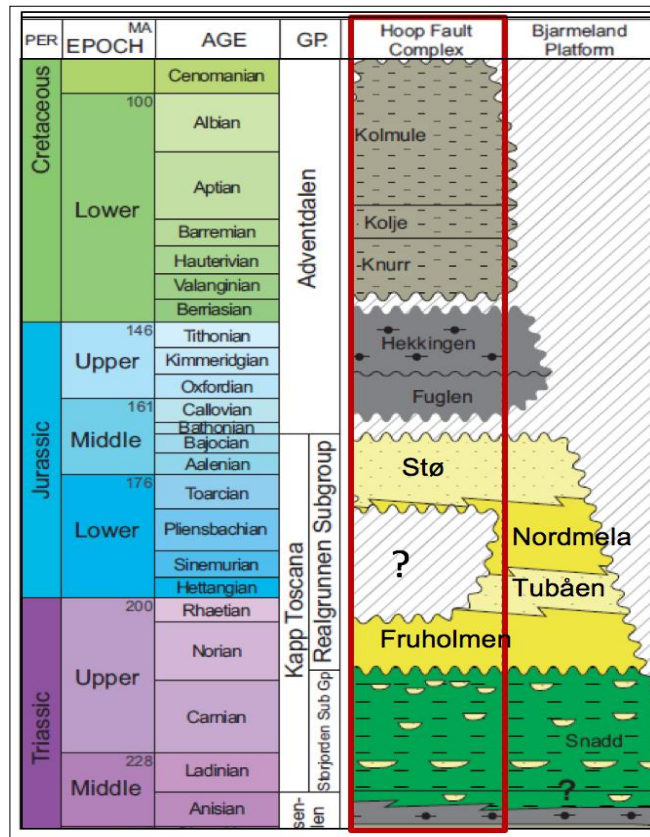 PER
MA
EPOCH
AGE
GP.
Hoop Fault
Complex
Bjarmeland
Platform
Cretaceous
Lower
100
Cenomanian
Albian
Aptian
Barremian
Hauterivian
Valanginian
Berriasian
Adventdalen
Kolmule
Kolje
Knurr
Jurassic
146
Upper
Tithonian
Kimmeridgian
Oxfordian
Hekkingen
Fuglen
161
Middle
Callovian
Bathonian
Bajocian
Aalenian
176
Lower
Toarcian
Pliensbachian
Sinemurian
Hettangian
Kapp Toscana
Realgrunnen Subgroup
Stø
?
Nordmela
Tubåen
Fruholmen
Triassic
200
Upper
Rhaetian
Norian
Carnian
Storjorden Sub Gp
Snadd
228
Middle
Ladinian
Anisian
?
sen-
len